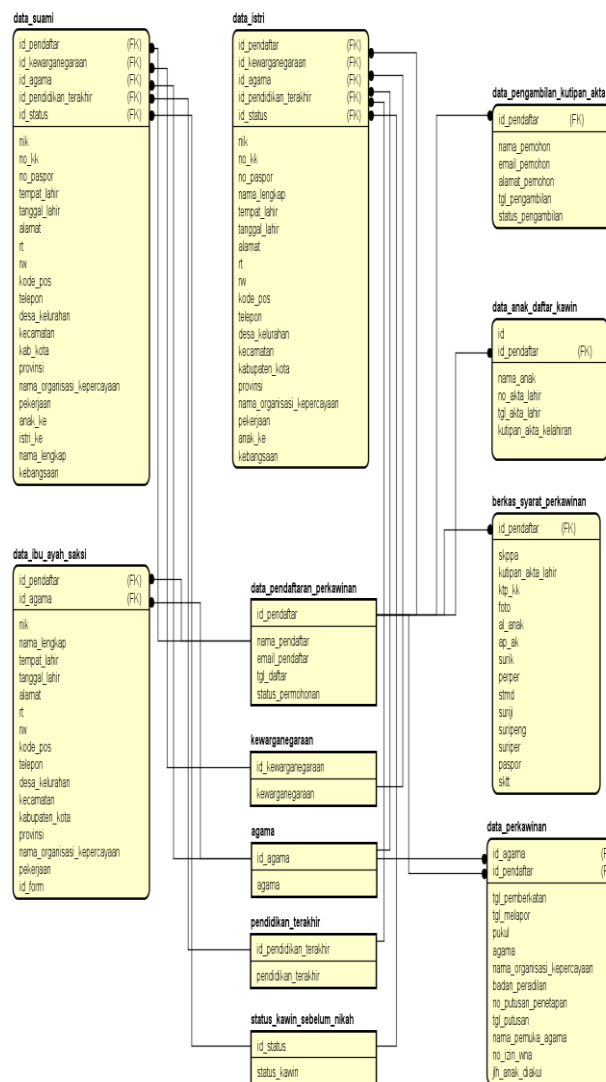 data_suami
id_pendaftar (FK)
id_kewarganegaraan (FK)
id_agama (FK)
id_pendidikan_terakhir (FK)
id_status (FK)
nik
no_kk
no_paspor
tempat_lahir
tanggal_lahir
alamat
rt
rw
kode_pos
telepon
desa_kelurahan
kecamatan
kab_kota
provinsi
nama_organisasi_kepercayaan
pekerjaan
anak_ke
istri_ke
nama_lengkap
kebangsaan
data_istri
id_pendaftar (FK)
id_kewarganegaraan (FK)
id_agama (FK)
id_pendidikan_terakhir (FK)
id_status (FK)
nik
no_kk
no_paspor
nama_lengkap
tempat_lahir
tanggal_lahir
alamat
rt
rw
kode_pos
telepon
desa_kelurahan
kecamatan
kabupaten_kota
provinsi
nama_organisasi_kepercayaan
pekerjaan
anak_ke
kebangsaan
data_pengambilan_kutipan_akta
id_pendaftar (FK)
nama_pemohon
email_pemohon
alamat_pemohon
tgl_pengambilan
status_pengambilan
data_anak_daftar_kawin
id
id_pendaftar (FK)
nama_anak
no_akta_lahir
tgl_akta_lahir
kutipan_akta_kelahiran
berkas_syarat_perkawinan
id_pendaftar (FK)
skppa
kutipan_akta_lahir
ktp_kk
foto
al_anak
ap_ak
surik
perper
stmd
suriji
suripeng
suriper
paspor
sktt
data_ibu_ayah_saksi
id_pendaftar (FK)
id_agama (FK)
nik
nama_lengkap
tempat_lahir
tanggal_lahir
alamat
rt
rw
kode_pos
telepon
desa_kelurahan
kecamatan
kabupaten_kota
provinsi
nama_organisasi_kepercayaan
pekerjaan
id_form
data_pendaftaran_perkawinan
id_pendaftar
nama_pendaftar
email_pendaftar
tgl_daftar
status_permohonan
kewarganegaraan
id_kewarganegaraan
kewarganegaraan
agama
id_agama
agama
pendidikan_terakhir
id_pendidikan_terakhir
pendidikan_terakhir
status_kawin_sebelum_nikah
id_status
status_kawin
data_perkawinan
id_agama (F
id_pendaftar (F
tgl_pemberkatan
tgl_melapor
pukul
agama
nama_organisasi_kepercayaan
badan_peradilan
no_putusan_penetapan
tgl_putusan
nama_pemuka_agama
no_izin_wna
jlh_anak_diakui